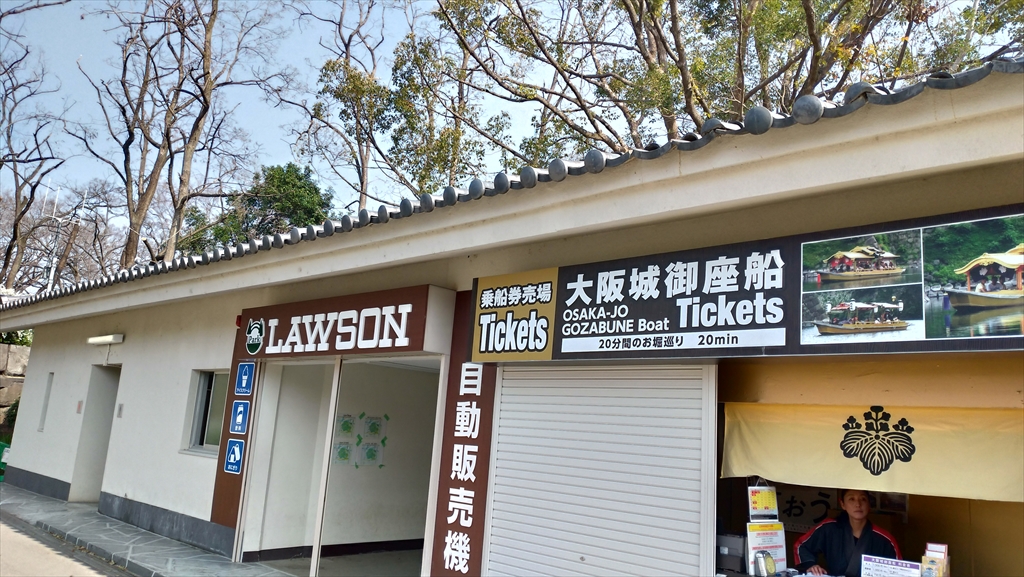 LAWSON
自動販売機
乗船券売場
Tickets
大阪城御座船
OSAKA-JO
GOZABUNE Boat
Tickets
20分間のお堀巡り 20min